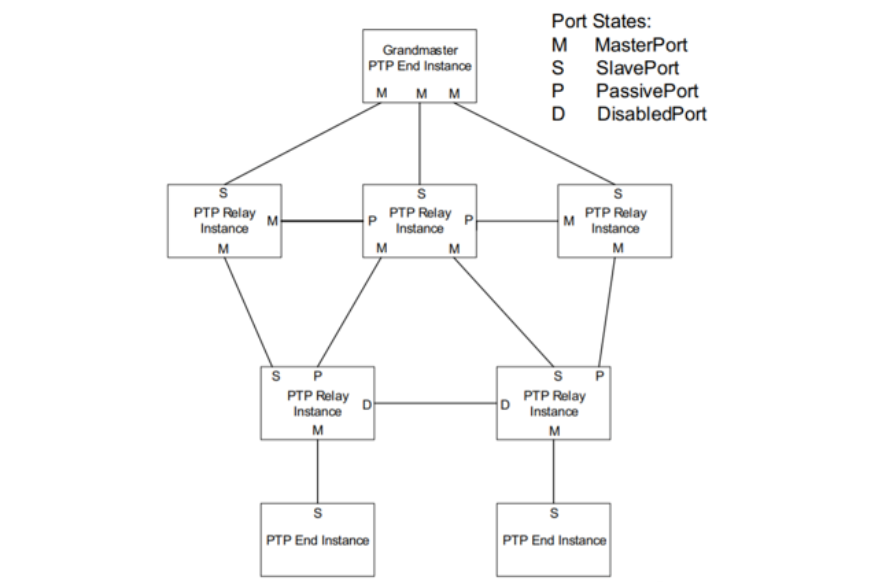 Port States:
M MasterPort
S SlavePort
P PassivePort
D DisabledPort
Grandmaster
PTP End Instance
M M M
S
PTP Relay
Instance
M
M
S
P
PTP Relay
Instance
P
M M
S
M
PTP Relay
Instance
M
S P
PTP Relay
Instance
D
M
S P
D
PTP Relay
Instance
M
S
PTP End Instance
S
PTP End Instance